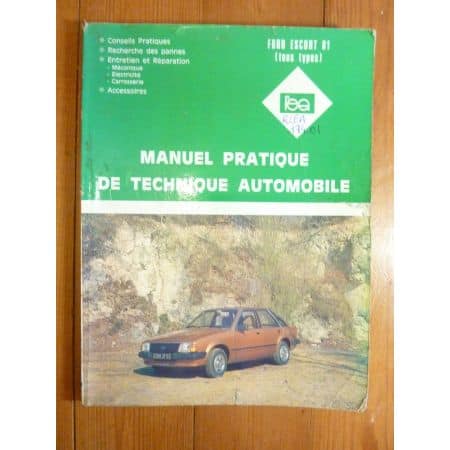 * Conseils Pratiques
* Recherche des pannes
* Entretien et Réparation
- Mécanique
- Electricité
- Carrosserie
* Accessoires
FORD ESCORT 81
(tous types)
MANUEL PRATIQUE
DE TECHNIQUE AUTOMOBILE